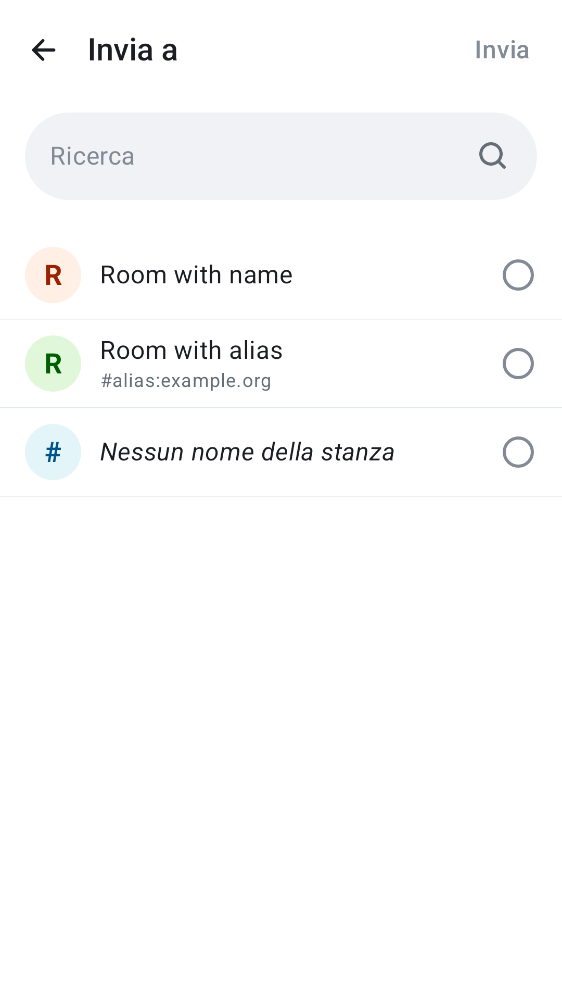 Invia a
Invia
Ricerca
R
Room with name
R
Room with alias
#alias:example.org
#
Nessun nome della stanza